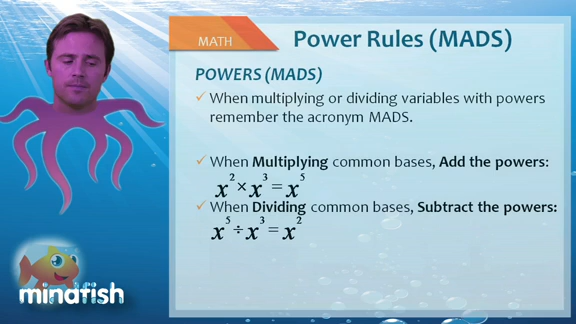 MATH
Power Rules (MADS)
POWERS (MADS)
✓ When multiplying or dividing variables with powers
remember the acronym MADS.
✓ When Multiplying common bases, Add the powers:
x² × x³ = x⁵
✓ When Dividing common bases, Subtract the powers:
x⁵ ÷ x³ = x²
mindfish